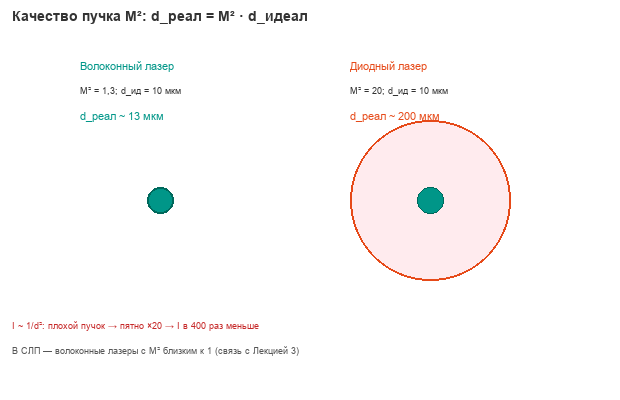 Качество пучка M²: d_реал = M² · d_идеал
Волоконный лазер
M² = 1,3; d_ид = 10 мкм
d_реал ~ 13 мкм
Диодный лазер
M² = 20; d_ид = 10 мкм
d_реал ~ 200 мкм
I ~ 1/d²: плохой пучок → пятно ×20 → I в 400 раз меньше
В СЛП — волоконные лазеры с M² близким к 1 (связь с Лекцией 3)